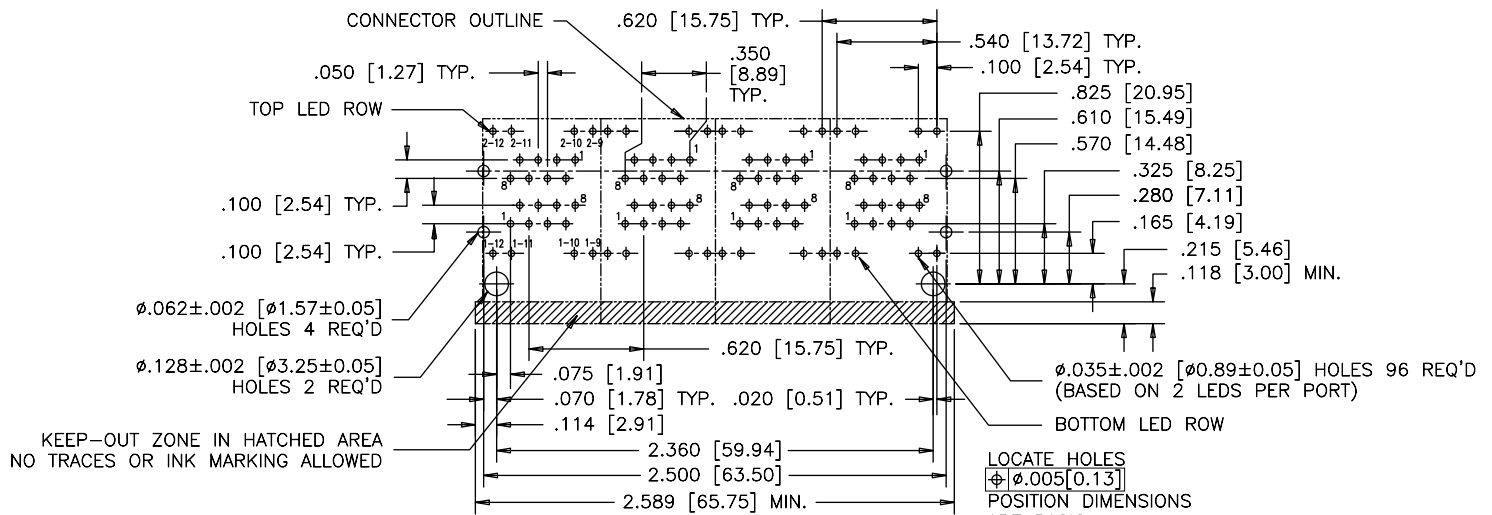 CONNECTOR OUTLINE
.620 [15.75] TYP.
.540 [13.72] TYP.
.350
[8.89]
TYP.
.050 [1.27] TYP.
.100 [2.54] TYP.
.825 [20.95]
TOP LED ROW
.610 [15.49]
.570 [14.48]
2-12 2-11 2-10 2-9
1 1 1 1
.325 [8.25]
8 8 8 8
.280 [7.11]
.100 [2.54] TYP.
8 8 8 8
.165 [4.19]
1 1 1 1
1-12 1-11 1-10 1-9
.100 [2.54] TYP.
.215 [5.46]
.118 [3.00] MIN.
ø.062±.002 [ø1.57±0.05]
HOLES 4 REQ'D
.620 [15.75] TYP.
ø.128±.002 [ø3.25±0.05]
HOLES 2 REQ'D
.075 [1.91]
ø.035±.002 [ø0.89±0.05] HOLES 96 REQ'D
(BASED ON 2 LEDS PER PORT)
.070 [1.78] TYP. .020 [0.51] TYP.
.114 [2.91]
BOTTOM LED ROW
KEEP-OUT ZONE IN HATCHED AREA
NO TRACES OR INK MARKING ALLOWED
2.360 [59.94]
2.500 [63.50]
2.589 [65.75] MIN.
LOCATE HOLES
⌖ ø.005[0.13]
POSITION DIMENSIONS